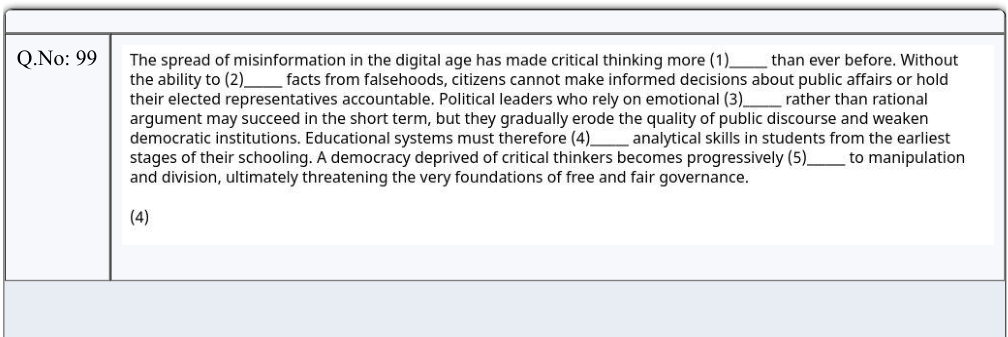 Q.No: 99
The spread of misinformation in the digital age has made critical thinking more (1)_____ than ever before. Without
the ability to (2)_____ facts from falsehoods, citizens cannot make informed decisions about public affairs or hold
their elected representatives accountable. Political leaders who rely on emotional (3)_____ rather than rational
argument may succeed in the short term, but they gradually erode the quality of public discourse and weaken
democratic institutions. Educational systems must therefore (4)_____ analytical skills in students from the earliest
stages of their schooling. A democracy deprived of critical thinkers becomes progressively (5)_____ to manipulation
and division, ultimately threatening the very foundations of free and fair governance.
(4)